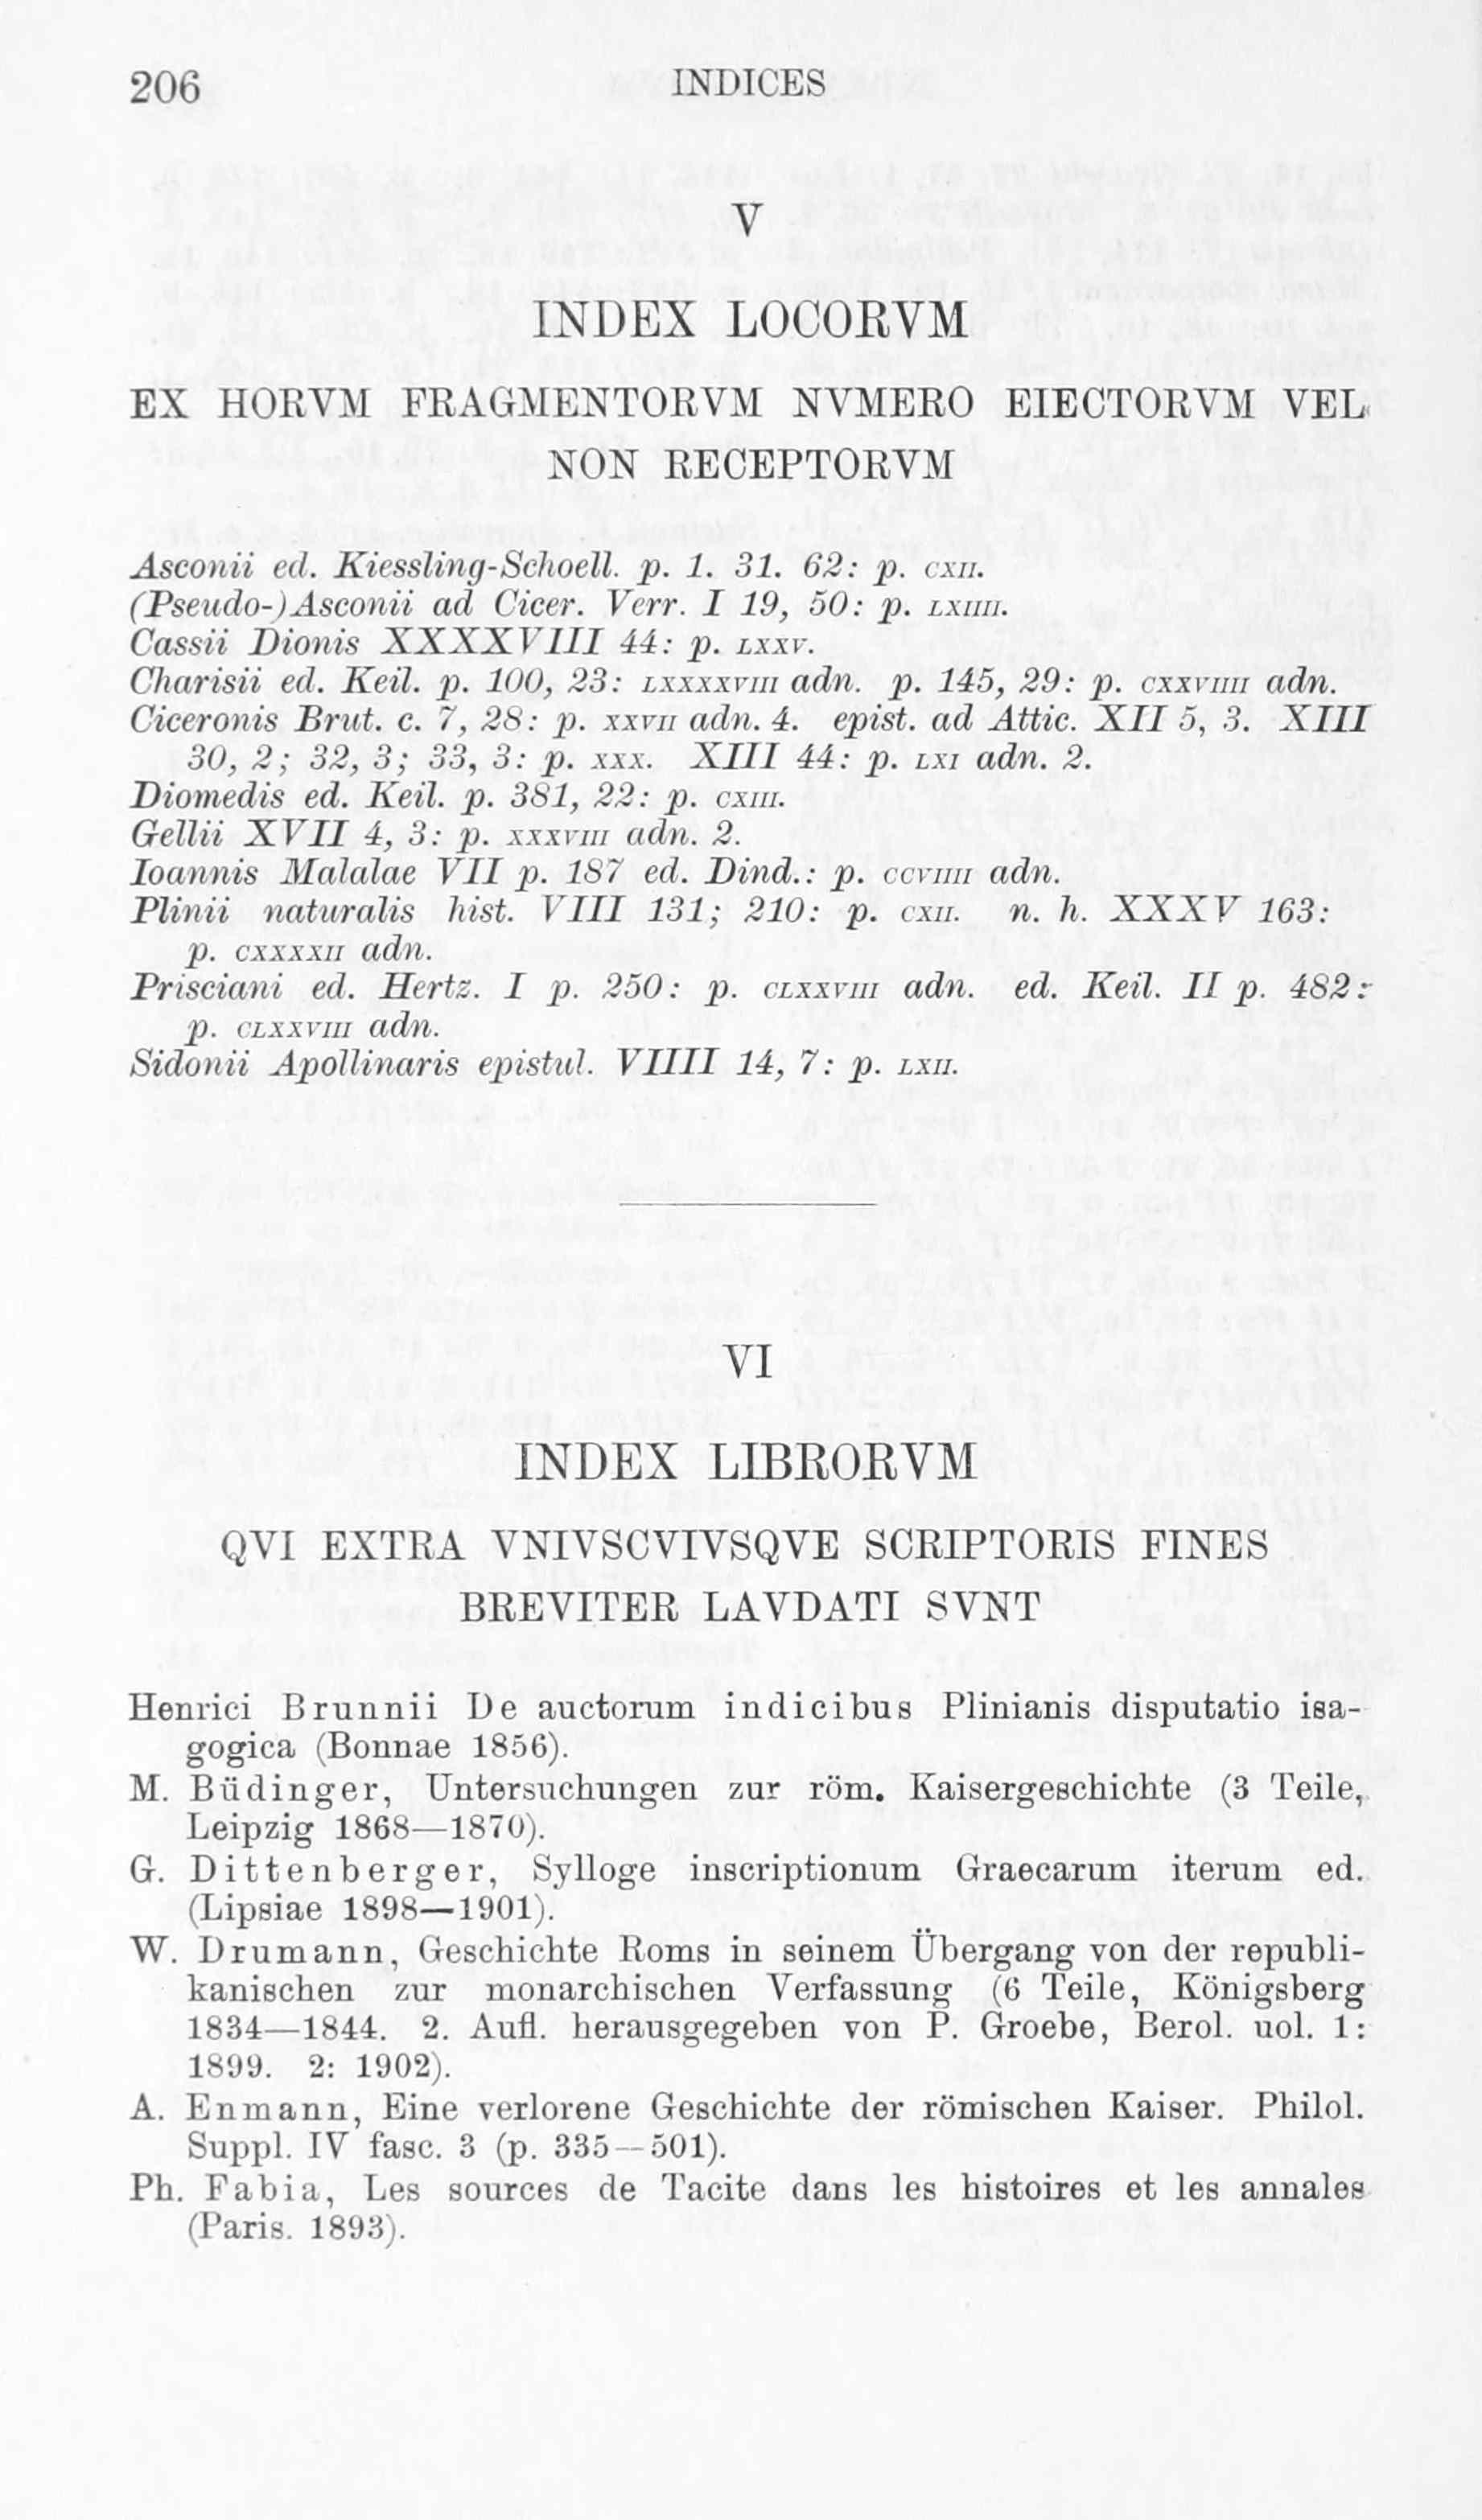 206
INDICES
V
INDEX LOCORVM
EX HORVM FRAGMENTORVM NVMERO EIECTORVM VEL
NON RECEPTORVM
Asconii ed. Kiessling-Schoell. p. 1. 31. 62: p. CXII.
(Pseudo-)Asconii ad Cicer. Verr. I 19, 50: p. LXIIII.
Cassii Dionis XXXXVIII 44: p. LXXV.
Charisii ed. Keil. p. 100, 23: LXXXXVIII adn. p. 145, 29: p. CXXVIIII adn.
Ciceronis Brut. c. 7, 28: p. XXVII adn. 4. epist. ad Attic. XII 5, 3. XIII
30, 2; 32, 3; 33, 3: p. XXX. XIII 44: p. LXI adn. 2.
Diomedis ed. Keil. p. 381, 22: p. CXIII.
Gellii XVII 4, 3: p. XXXVIII adn. 2.
Ioannis Malalae VII p. 187 ed. Dind.: p. CCVIIII adn.
Plinii naturalis hist. VIII 131; 210: p. CXII. n. h. XXXV 163:
p. CXXXXII adn.
Prisciani ed. Hertz. I p. 250: p. CLXXVIII adn. ed. Keil. II p. 482:
p. CLXXVIII adn.
Sidonii Apollinaris epistul. VIIII 14, 7: p. LXII.
VI
INDEX LIBRORVM
QVI EXTRA VNIVSCVIVSQVE SCRIPTORIS FINES
BREVITER LAVDATI SVNT
Henrici Brunnii De auctorum indicibus Plinianis disputatio isa-
gogica (Bonnae 1856).
M. Büdinger, Untersuchungen zur röm. Kaisergeschichte (3 Teile,
Leipzig 1868—1870).
G. Dittenberger, Sylloge inscriptionum Graecarum iterum ed.
(Lipsiae 1898—1901).
W. Drumann, Geschichte Roms in seinem Übergang von der republi-
kanischen zur monarchischen Verfassung (6 Teile, Königsberg
1834—1844. 2. Aufl. herausgegeben von P. Groebe, Berol. uol. 1:
1899. 2: 1902).
A. Enmann, Eine verlorene Geschichte der römischen Kaiser. Philol.
Suppl. IV fasc. 3 (p. 335—501).
Ph. Fabia, Les sources de Tacite dans les histoires et les annales
(Paris. 1893).